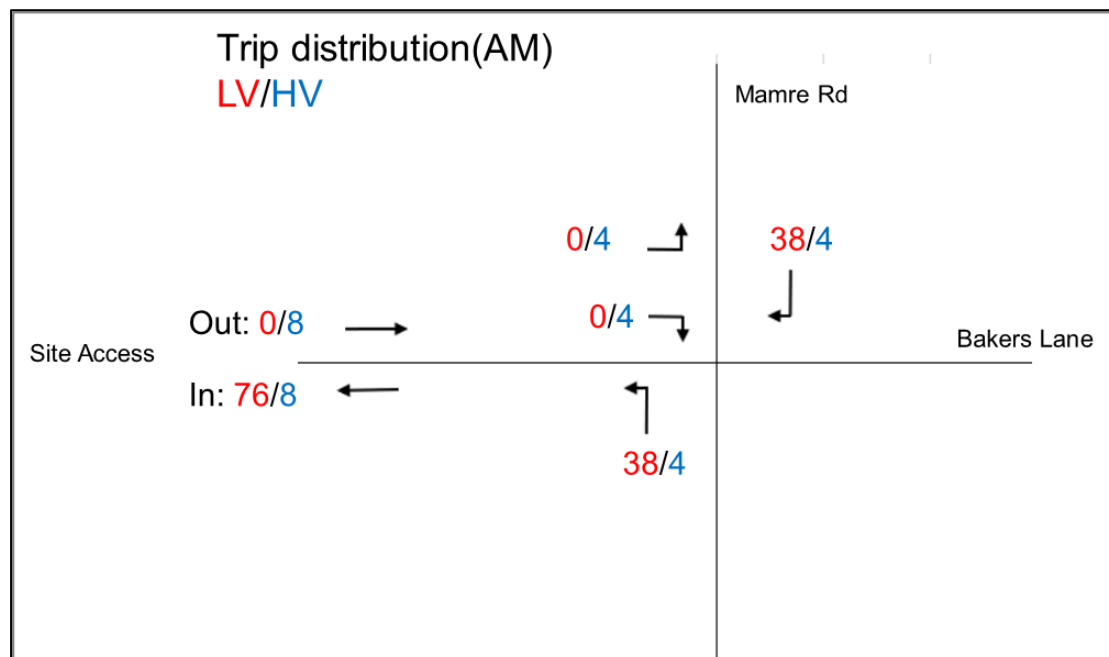 Trip distribution(AM)
LV/HV
Mamre Rd
0/4
38/4
Out: 0/8
0/4
Site Access
Bakers Lane
In: 76/8
38/4